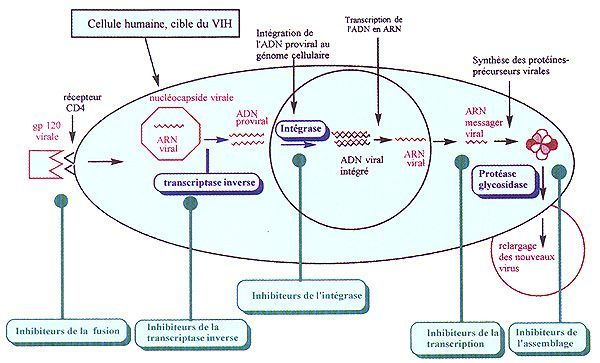 Cellule humaine, cible du VIH
Intégration de
l'ADN proviral au
génome cellulaire
Transcription de
l'ADN en ARN
Synthèse des protéines-
précurseurs virales
récepteur
CD4
gp 120
virale
nucléocapside virale
ARN
viral
ADN
proviral
transcriptase inverse
Intégrase
ADN viral
intégré
ARN
viral
ARN
messager
viral
Protéase
glycosidase
relargage
des nouveaux
virus
Inhibiteurs de la fusion
Inhibiteurs de la
transcriptase inverse
Inhibiteurs de l'intégrase
Inhibiteurs de la
transcription
Inhibiteurs
de l'assemblage